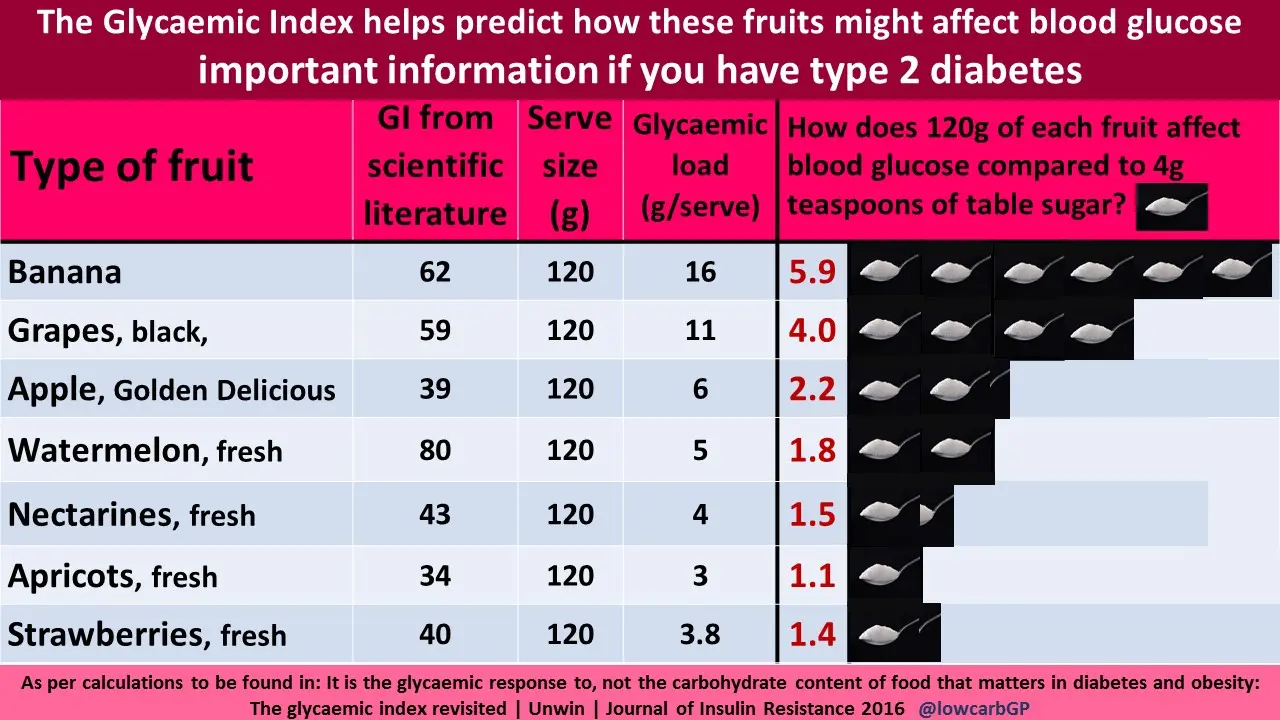 The Glycaemic Index helps predict how these fruits might affect blood glucose
important information if you have type 2 diabetes
Type of fruit
GI from
scientific
literature
Serve
size
(g)
Glycaemic
load
(g/serve)
How does 120g of each fruit affect
blood glucose compared to 4g
teaspoons of table sugar?
Banana 62 120 16 5.9
Grapes, black, 59 120 11 4.0
Apple, Golden Delicious 39 120 6 2.2
Watermelon, fresh 80 120 5 1.8
Nectarines, fresh 43 120 4 1.5
Apricots, fresh 34 120 3 1.1
Strawberries, fresh 40 120 3.8 1.4
As per calculations to be found in: It is the glycaemic response to, not the carbohydrate content of food that matters in diabetes and obesity:
The glycaemic index revisited | Unwin | Journal of Insulin Resistance 2016 @lowcarbGP